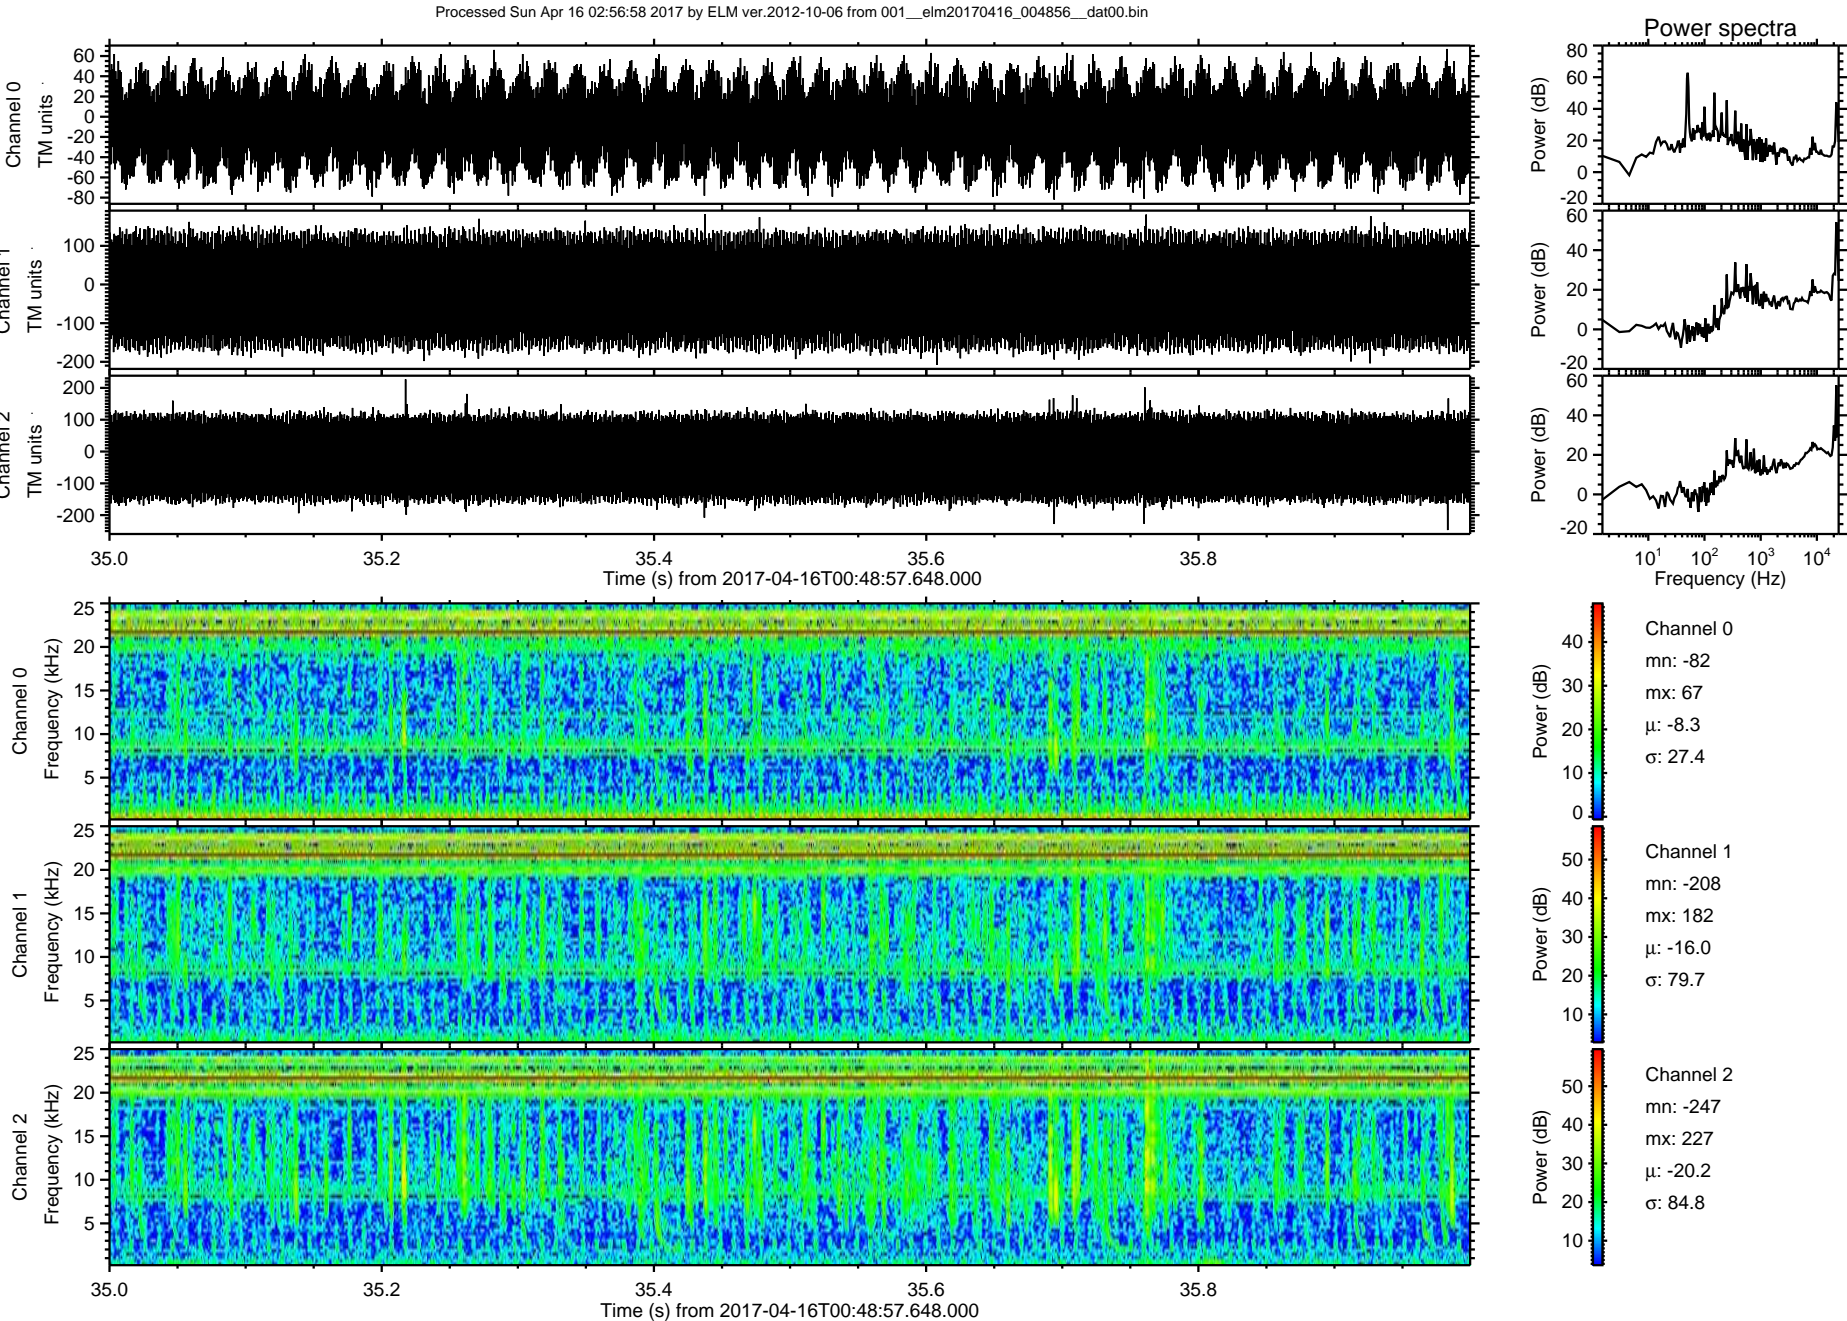 Processed Sun Apr 16 02:56:58 2017 by ELM ver.2012-10-06 from 001__elm20170416_004856__dat00.bin
Power spectra
Channel 0
TM units
60
40
20
0
-20
-40
-60
-80
Power (dB)
80
60
40
20
0
-20
Channel 1
TM units
100
0
-100
-200
Power (dB)
60
40
20
0
-20
Channel 2
TM units
200
100
0
-100
-200
Power (dB)
60
40
20
0
-20
35.0 35.2 35.4 35.6 35.8
Time (s) from 2017-04-16T00:48:57.648.000
10¹ 10² 10³ 10⁴
Frequency (Hz)
Channel 0
Frequency (kHz)
25
20
15
10
5
Power (dB)
40
30
20
10
0
Channel 0
mn: -82
mx: 67
μ: -8.3
σ: 27.4
Channel 1
Frequency (kHz)
25
20
15
10
5
Power (dB)
50
40
30
20
10
Channel 1
mn: -208
mx: 182
μ: -16.0
σ: 79.7
Channel 2
Frequency (kHz)
25
20
15
10
5
Power (dB)
50
40
30
20
10
Channel 2
mn: -247
mx: 227
μ: -20.2
σ: 84.8
35.0 35.2 35.4 35.6 35.8
Time (s) from 2017-04-16T00:48:57.648.000